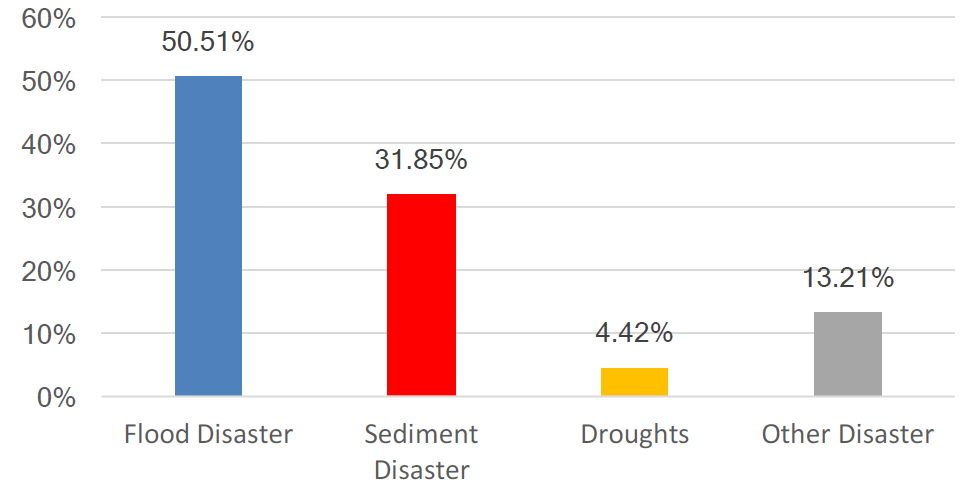 60%
50.51%
50%
40%
31.85%
30%
20%
13.21%
10%
4.42%
0%
Flood Disaster
Sediment
Disaster
Droughts
Other Disaster